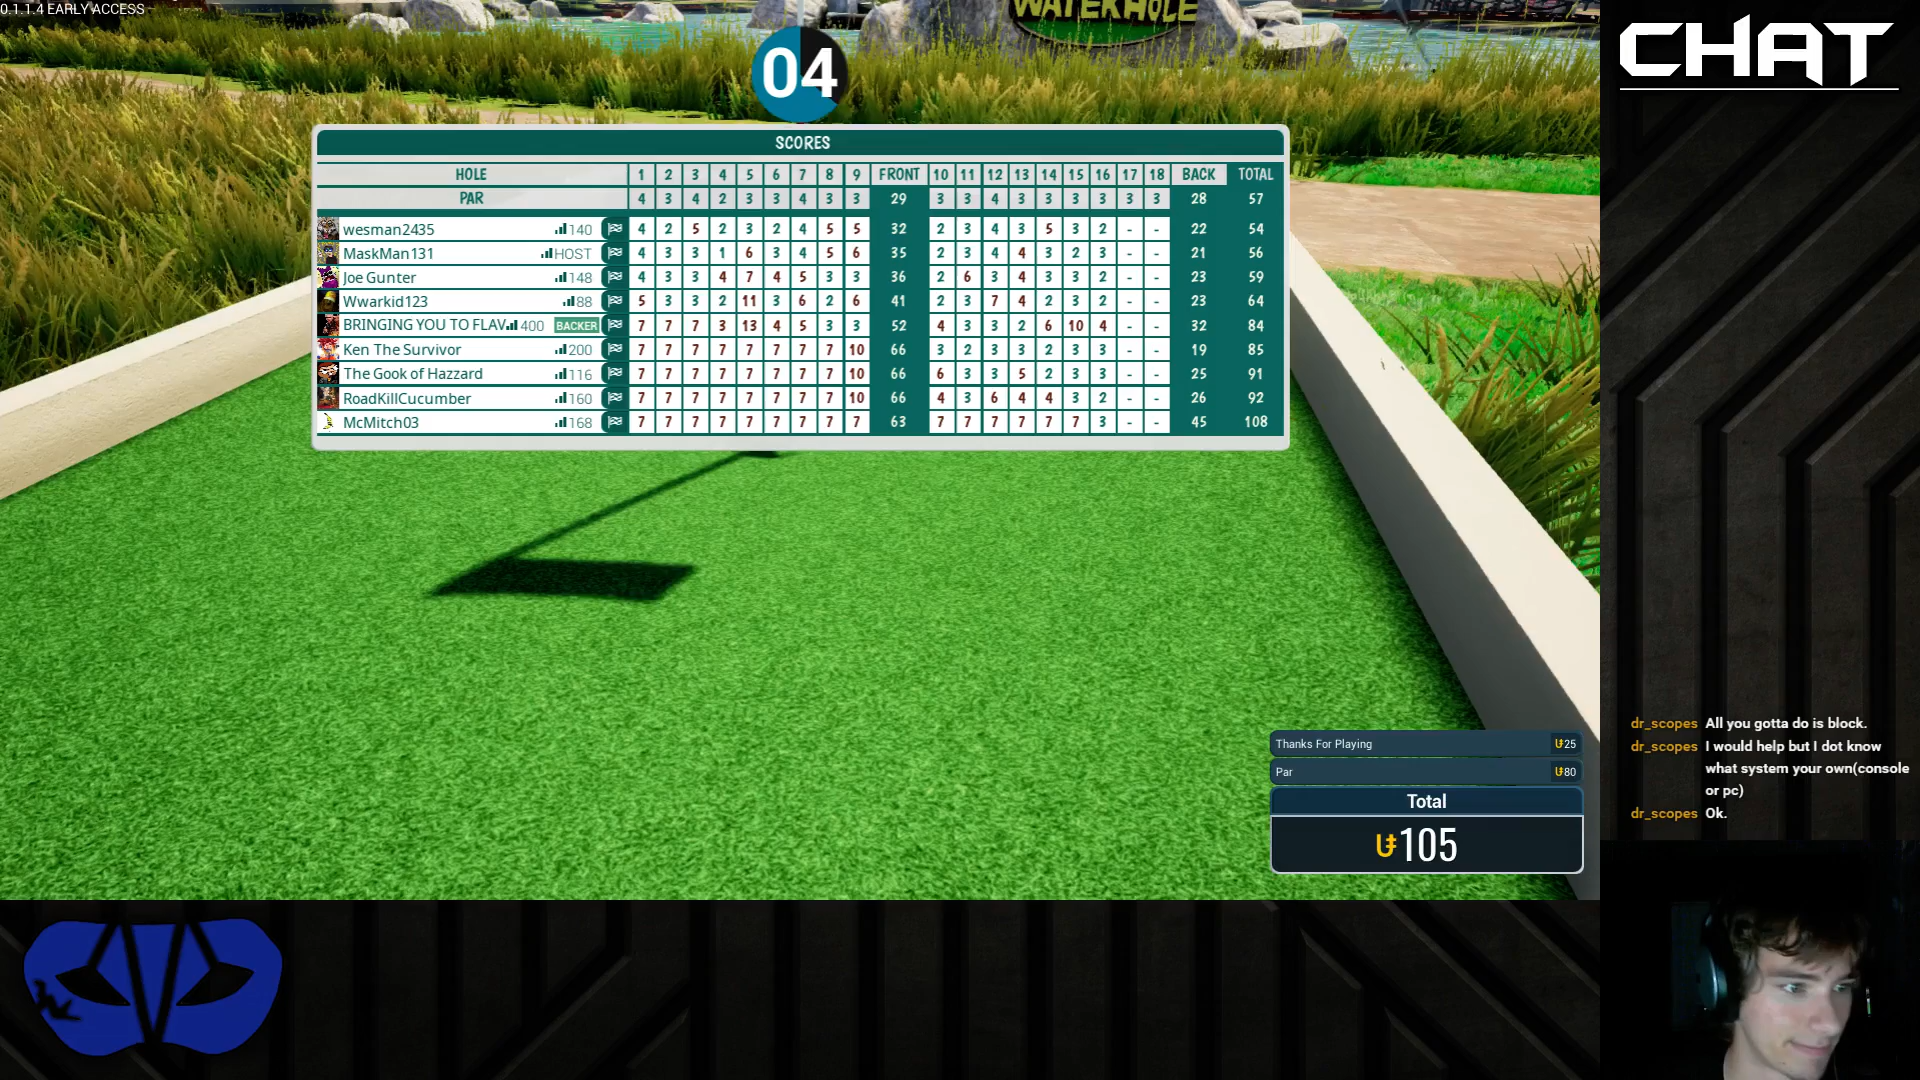 0.1.1.4 EARLY ACCESS
WATERHOLE
04
CHAT
SCORES
HOLE 1 2 3 4 5 6 7 8 9 FRONT 10 11 12 13 14 15 16 17 18 BACK TOTAL
PAR 4 3 4 2 3 3 4 3 3 29 3 3 4 3 3 3 3 3 3 28 57
wesman2435 140 4 2 5 2 3 2 4 5 5 32 2 3 4 3 5 3 2 - - 22 54
MaskMan131 HOST 4 3 3 1 6 3 4 5 6 35 2 3 4 4 3 2 3 - - 21 56
Joe Gunter 148 4 3 3 4 7 4 5 3 3 36 2 6 3 4 3 3 2 - - 23 59
Wwarkid123 88 5 3 3 2 11 3 6 2 6 41 2 3 7 4 2 3 2 - - 23 64
BRINGING YOU TO FLAV 400 BACKER 7 7 7 3 13 4 5 3 3 52 4 3 3 2 6 10 4 - - 32 84
Ken The Survivor 200 7 7 7 7 7 7 7 7 10 66 3 2 3 3 2 3 3 - - 19 85
The Gook of Hazzard 116 7 7 7 7 7 7 7 7 10 66 6 3 3 5 2 3 3 - - 25 91
RoadKillCucumber 160 7 7 7 7 7 7 7 7 10 66 4 3 6 4 4 3 2 - - 26 92
McMitch03 168 7 7 7 7 7 7 7 7 7 63 7 7 7 7 7 7 3 - - 45 108
Thanks For Playing 25
Par 80
Total
105
dr_scopes All you gotta do is block.
dr_scopes I would help but I dot know
what system your own(console
or pc)
dr_scopes Ok.